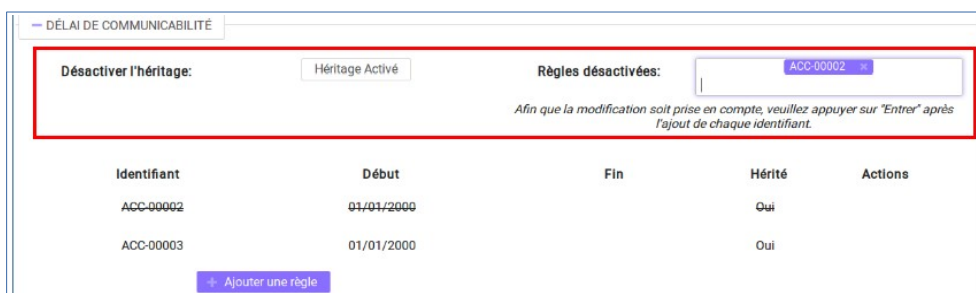 DÉLAI DE COMMUNICABILITÉ
Désactiver l'héritage: Héritage Activé Règles désactivées: ACC-00002 ×
Afin que la modification soit prise en compte, veuillez appuyer sur "Entrer" après
l'ajout de chaque identifiant.
Identifiant Début Fin Hérité Actions
ACC-00002 01/01/2000 Oui
ACC-00003 01/01/2000 Oui
+ Ajouter une règle